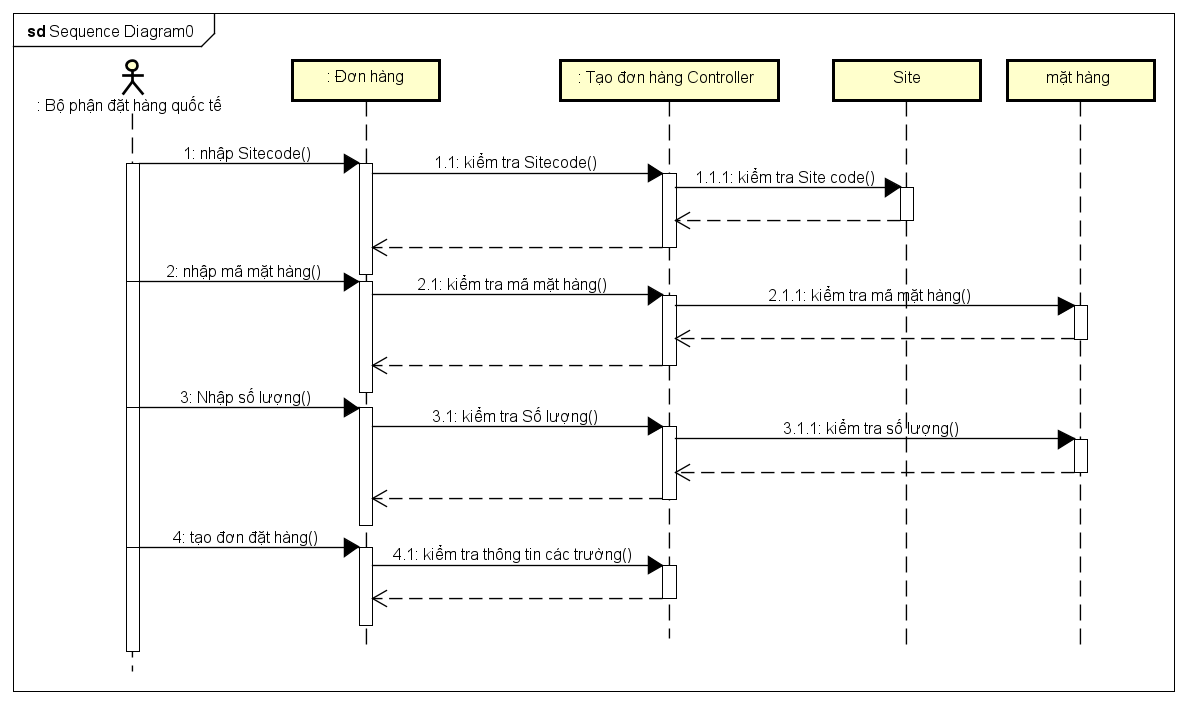 sd Sequence Diagram0
: Bộ phận đặt hàng quốc tế
: Đơn hàng
: Tạo đơn hàng Controller
Site
mặt hàng
1: nhập Sitecode()
1.1: kiểm tra Sitecode()
1.1.1: kiểm tra Site code()
2: nhập mã mặt hàng()
2.1: kiểm tra mã mặt hàng()
2.1.1: kiểm tra mã mặt hàng()
3: Nhập số lượng()
3.1: kiểm tra Số lượng()
3.1.1: kiểm tra số lượng()
4: tạo đơn đặt hàng()
4.1: kiểm tra thông tin các trường()